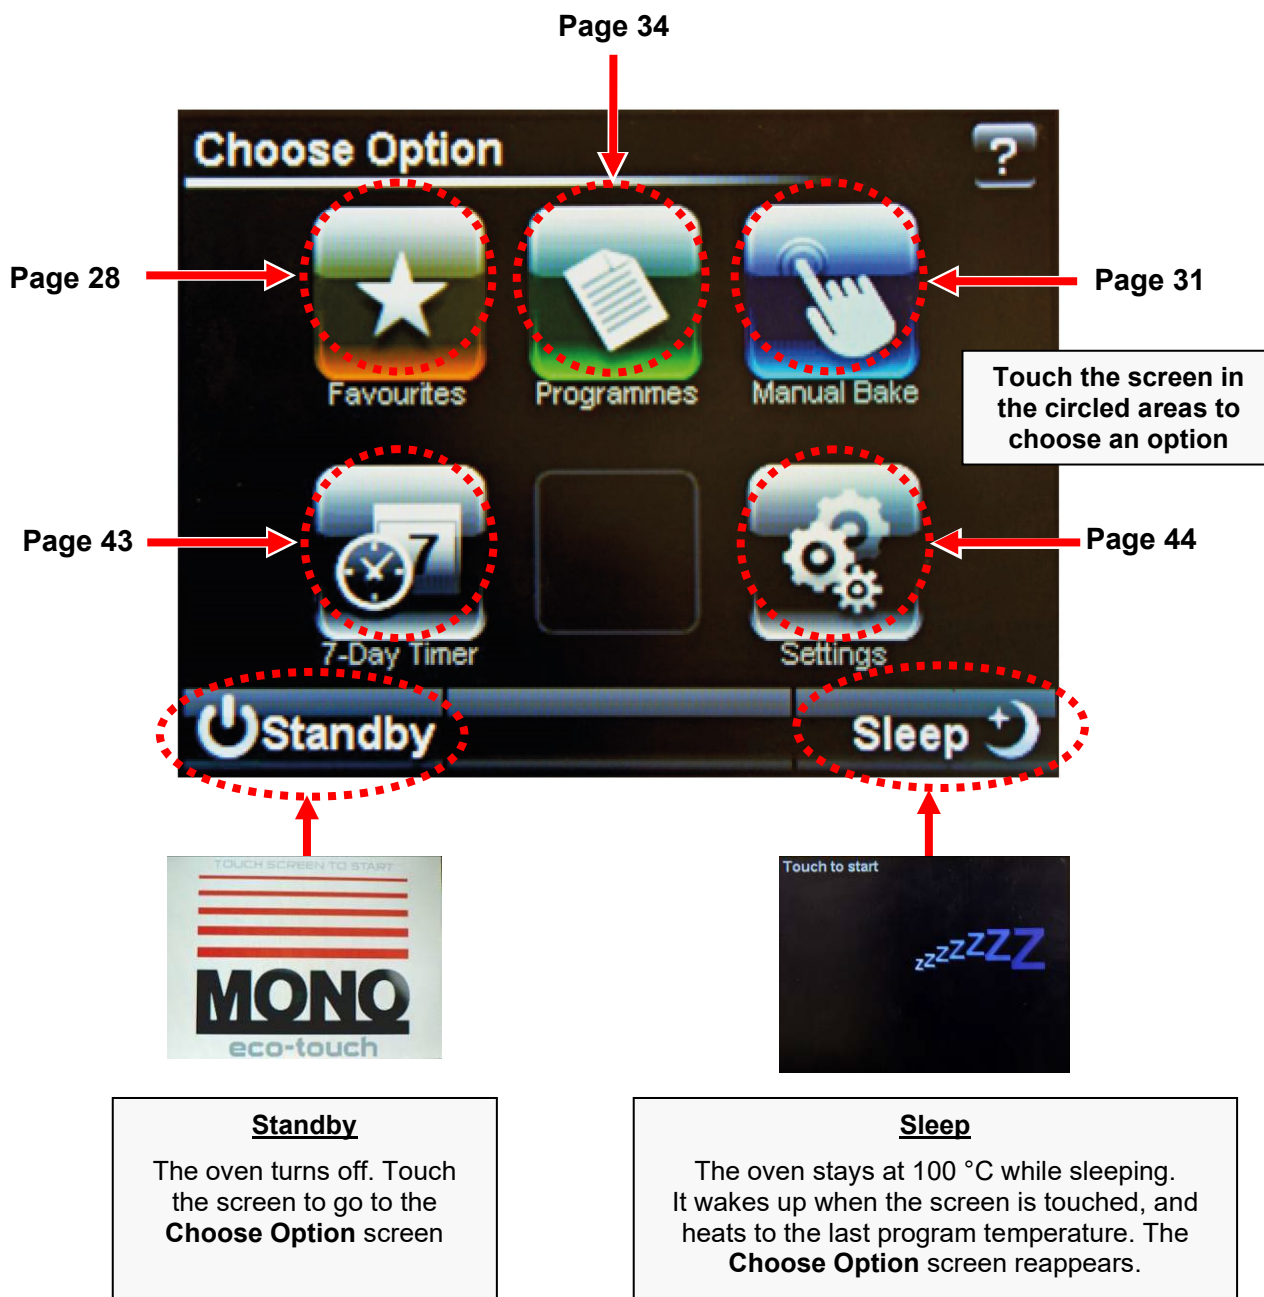 Page 34
Choose Option
?
Page 28
Page 31
Favourites
Programmes
Manual Bake
Touch the screen in
the circled areas to
choose an option
Page 43
7
Page 44
7-Day Timer
Settings
Standby
Sleep
TOUCH SCREEN TO START
MONO
eco-touch
Touch to start
zzzzzzZ
Standby
The oven turns off. Touch
the screen to go to the
Choose Option screen
Sleep
The oven stays at 100 °C while sleeping.
It wakes up when the screen is touched, and
heats to the last program temperature. The
Choose Option screen reappears.